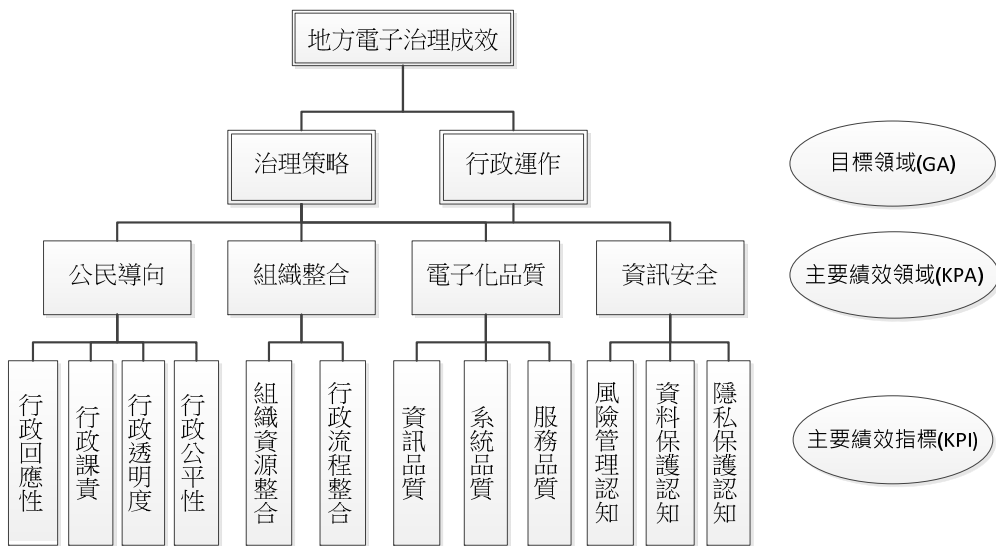 地方電子治理成效
治理策略
行政運作
目標領域(GA)
公民導向
組織整合
電子化品質
資訊安全
主要績效領域(KPA)
行政回應性
行政課責
行政透明度
行政公平性
組織資源整合
行政流程整合
資訊品質
系統品質
服務品質
風險管理認知
資料保護認知
隱私保護認知
主要績效指標(KPI)